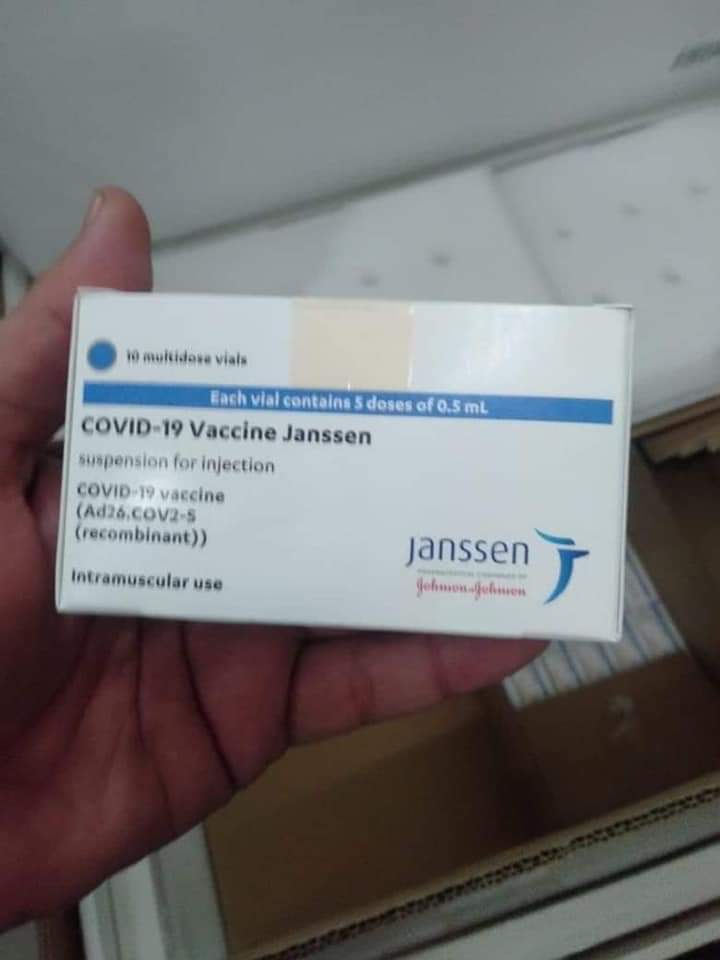 10 multidose vials
Each vial contains 5 doses of 0.5 mL
COVID-19 Vaccine Janssen
suspension for injection
COVID-19 vaccine
(Ad26.COV2-S
(recombinant))
Intramuscular use
Janssen
Johnson & Johnson